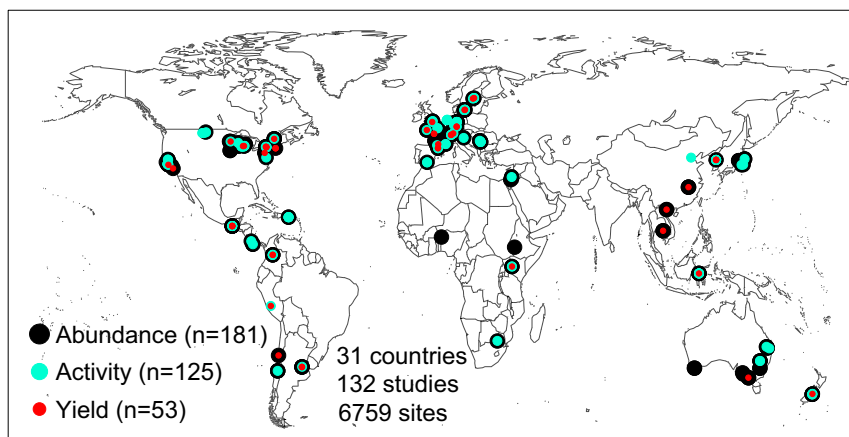 Abundance (n=181)
Activity (n=125)
Yield (n=53)
31 countries
132 studies
6759 sites